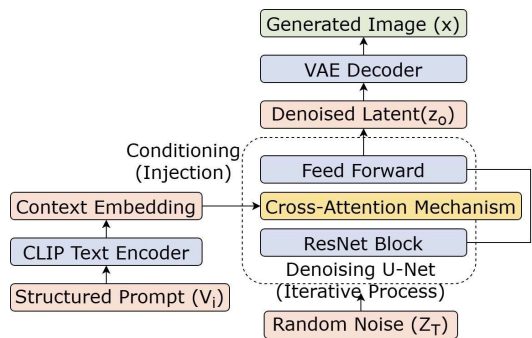 Generated Image (x)
VAE Decoder
Denoised Latent(z₀)
Conditioning
(Injection)
Feed Forward
Context Embedding
Cross-Attention Mechanism
CLIP Text Encoder
ResNet Block
Denoising U-Net
(Iterative Process)
Structured Prompt (Vᵢ)
Random Noise (Z_T)